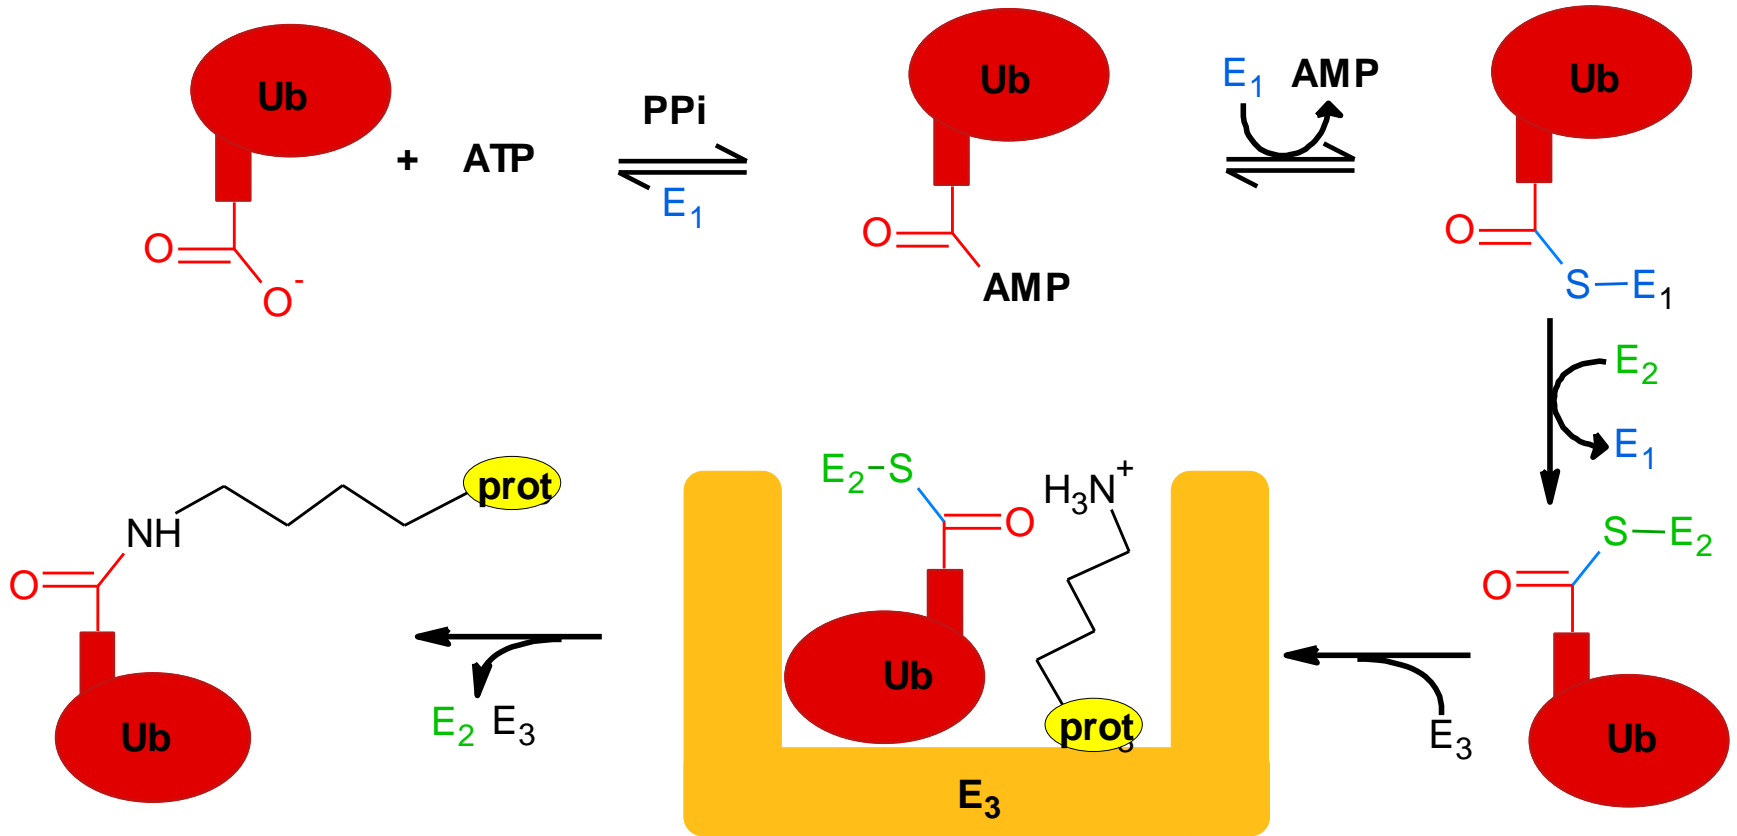 Ub
+ ATP
O
O-
PPi
E1
Ub
O
AMP
E1 AMP
Ub
O
S-E1
E2
E1
S-E2
O
Ub
E3
E2-S
O
Ub
H3N+
prot
3
E3
E2 E3
prot
NH
O
Ub